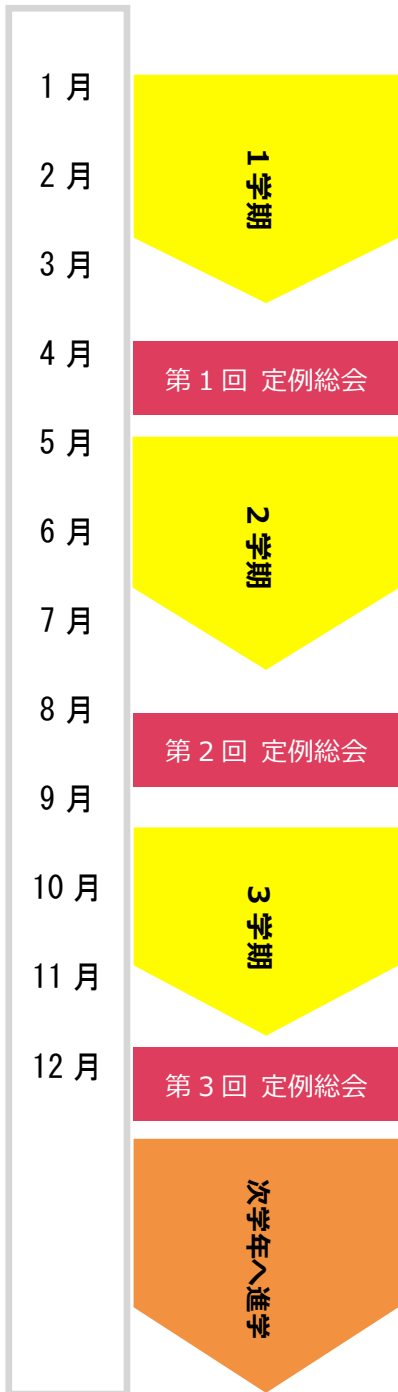 1 月
2 月
3 月
4 月
5 月
6 月
7 月
8 月
9 月
10 月
11 月
12 月
1 学期
第 1 回 定例総会
2 学期
第 2 回 定例総会
3 学期
第 3 回 定例総会
次学年へ進学